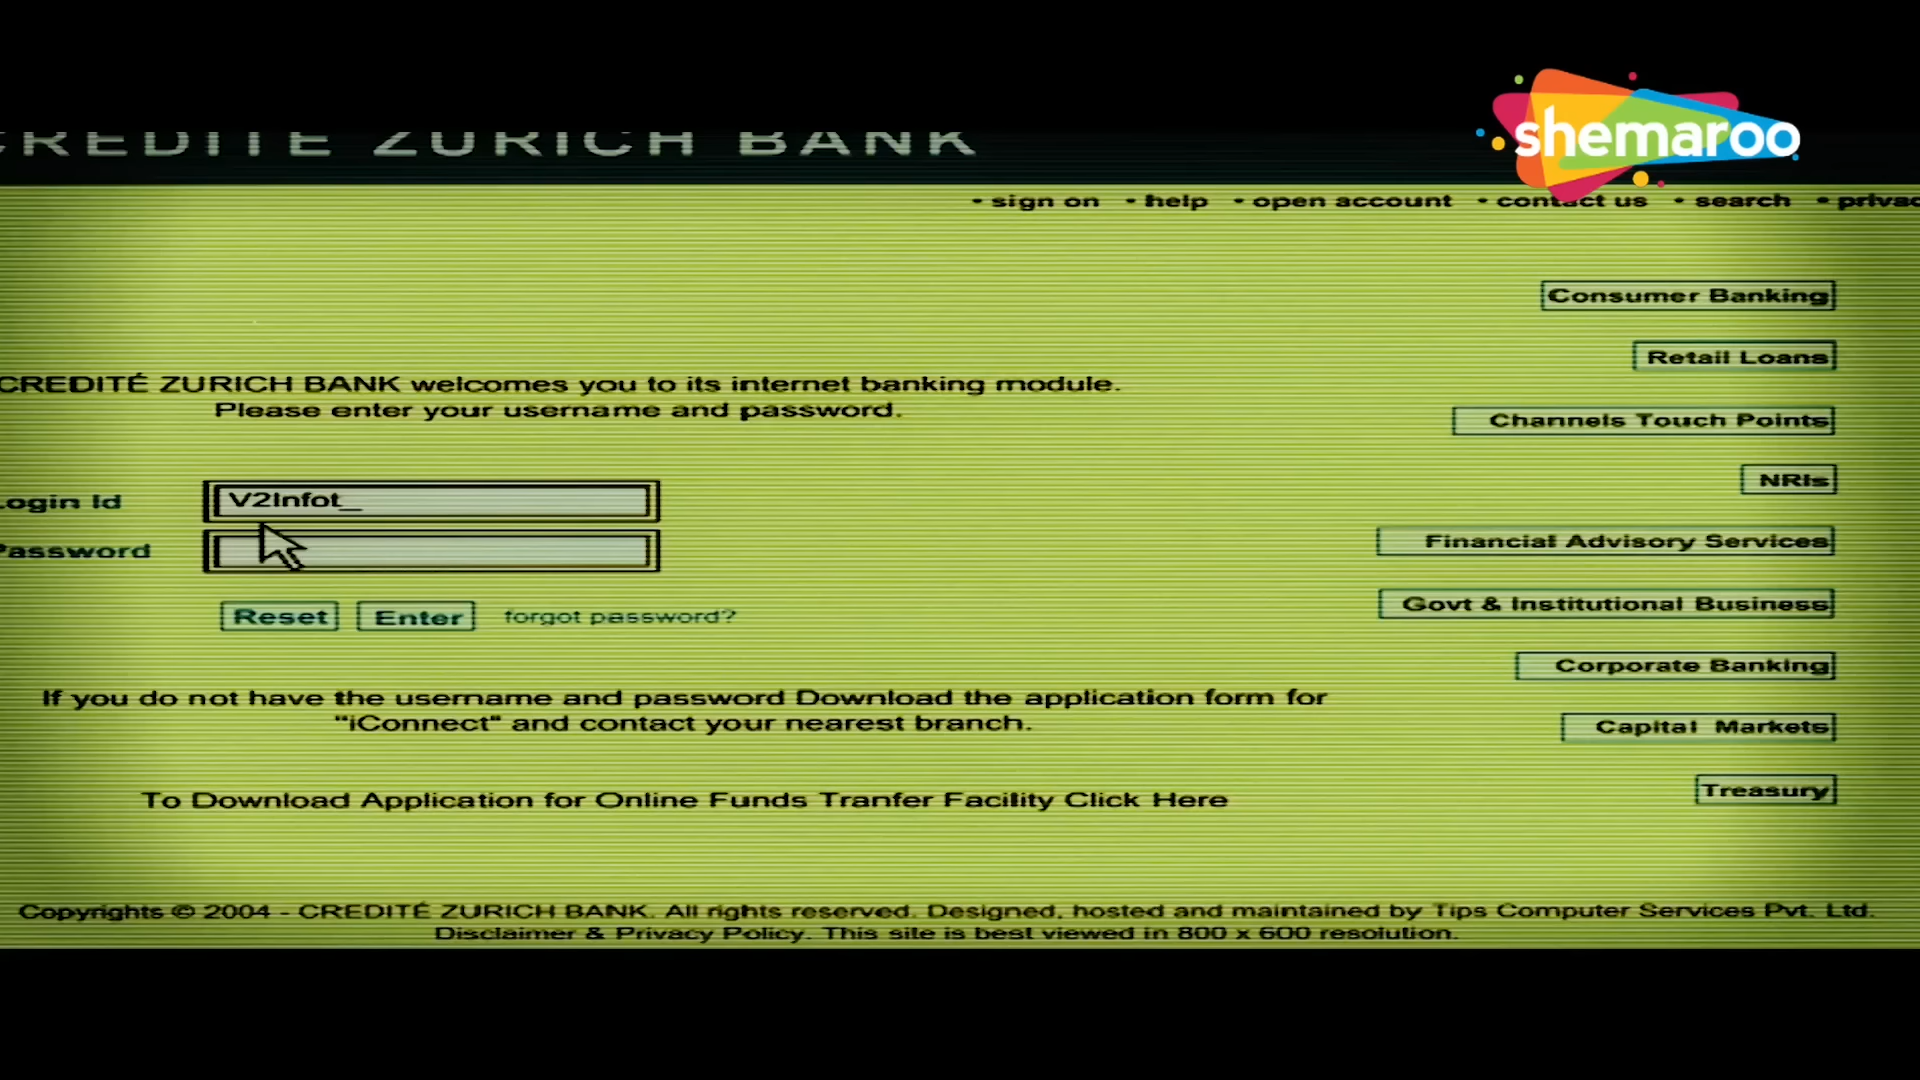 CREDITE ZURICH BANK
shemaroo
• sign on • help • open account • contact us • search • privac
Consumer Banking
Retail Loans
CREDITÉ ZURICH BANK welcomes you to its internet banking module.
Please enter your username and password.
Channels Touch Points
NRIs
Login Id V2Infot_
Password
Financial Advisory Services
Govt & Institutional Business
Reset Enter forgot password?
Corporate Banking
If you do not have the username and password Download the application form for
"iConnect" and contact your nearest branch.
Capital Markets
Treasury
To Download Application for Online Funds Tranfer Facility Click Here
Copyrights © 2004 - CREDITÉ ZURICH BANK. All rights reserved. Designed, hosted and maintained by Tips Computer Services Pvt. Ltd.
Disclaimer & Privacy Policy. This site is best viewed in 800 x 600 resolution.